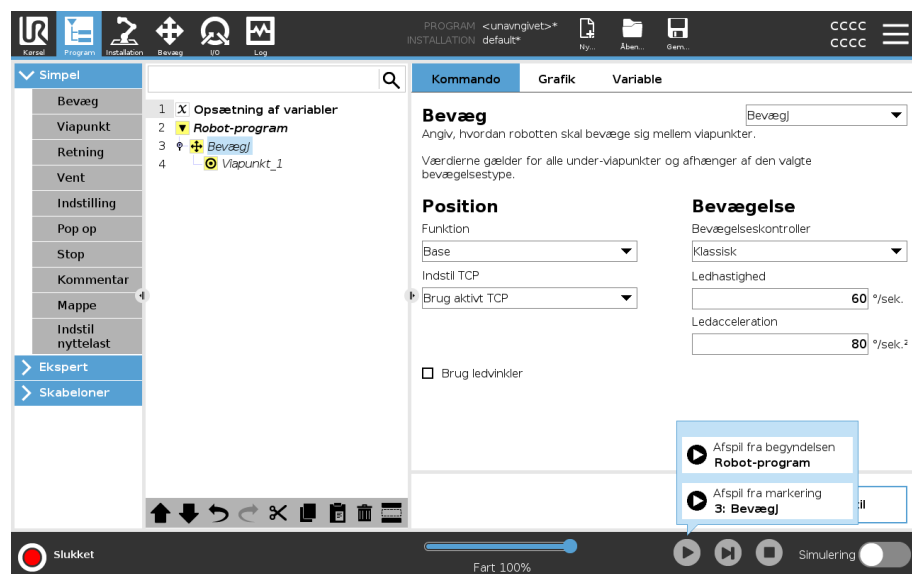 PROGRAM <unavngivet>*
INSTALLATION default*
CCCC
CCCC
Kørsel
Program
Installation
Bevæg
I/O
Log
Ny...
Åben...
Gem...
Simpel
Bevæg
Viapunkt
Retning
Vent
Indstilling
Pop op
Stop
Kommentar
Mappe
Indstil
nyttelast
Ekspert
Skabeloner
1 X Opsætning af variabler
2 Robot-program
3 BevægJ
4 Viapunkt_1
Kommando Grafik Variable
Bevæg
BevægJ
Angiv, hvordan robotten skal bevæge sig mellem viapunkter.
Værdierne gælder for alle under-viapunkter og afhænger af den valgte
bevægelsestype.
Position
Funktion
Base
Indstil TCP
Brug aktivt TCP
Brug ledvinkler
Bevægelse
Bevægelseskontroller
Klassisk
Ledhastighed
60 °/sek.
Ledacceleration
80 °/sek.²
Afspil fra begyndelsen
Robot-program
Afspil fra markering
3: BevægJ
Slukket
Fart 100%
Simulering